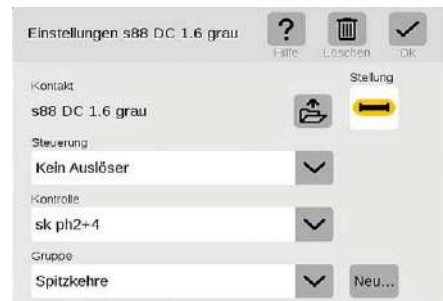 Einstellungen s88 DC 1.6 grau
?
Hilfe
Löschen
Ok
Kontakt
Stellung
s88 DC 1.6 grau
Steuerung
Kein Auslöser
Kontrolle
sk ph2+4
Gruppe
Spitzkehre
Neu...